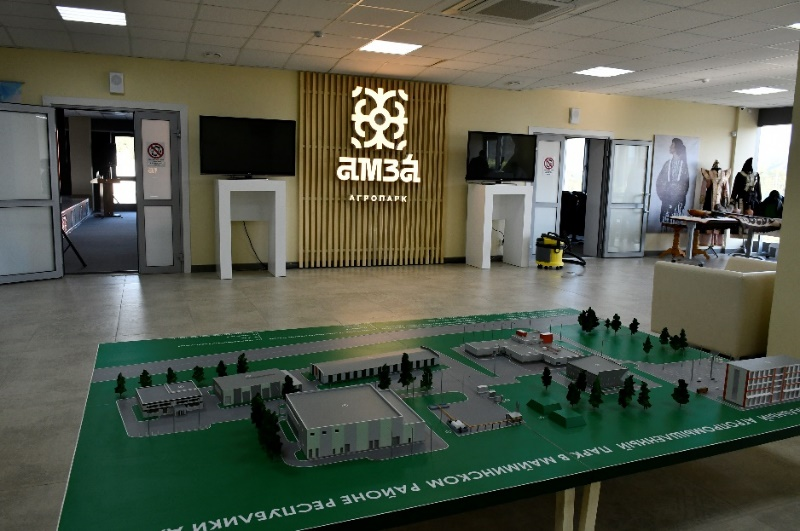 АМЗА́
АГРОПАРК
АГРОПРОМЫШЛЕННЫЙ ПАРК В МАЙМИНСКОМ РАЙОНЕ РЕСПУБЛИКИ